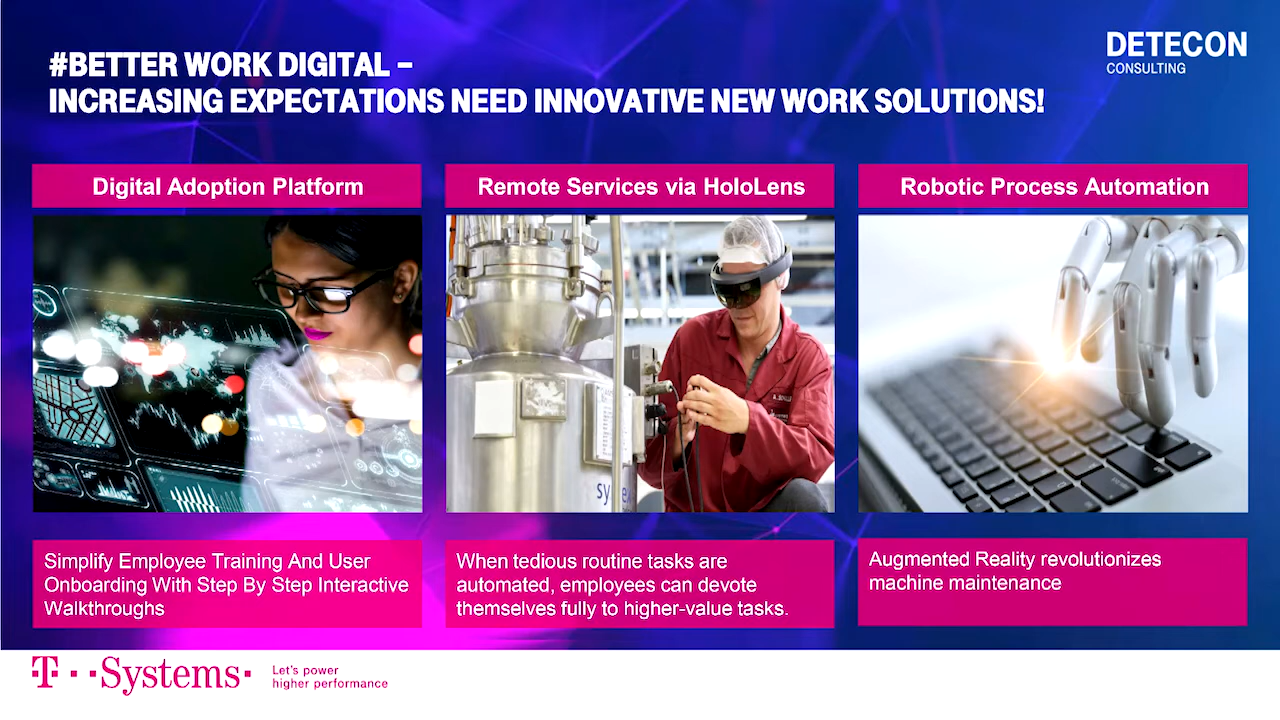 #BETTER WORK DIGITAL –
INCREASING EXPECTATIONS NEED INNOVATIVE NEW WORK SOLUTIONS!
DETECON
CONSULTING
Digital Adoption Platform
Remote Services via HoloLens
Robotic Process Automation
Simplify Employee Training And User
Onboarding With Step By Step Interactive
Walkthroughs
When tedious routine tasks are
automated, employees can devote
themselves fully to higher-value tasks.
Augmented Reality revolutionizes
machine maintenance
T··Systems·
Let's power
higher performance